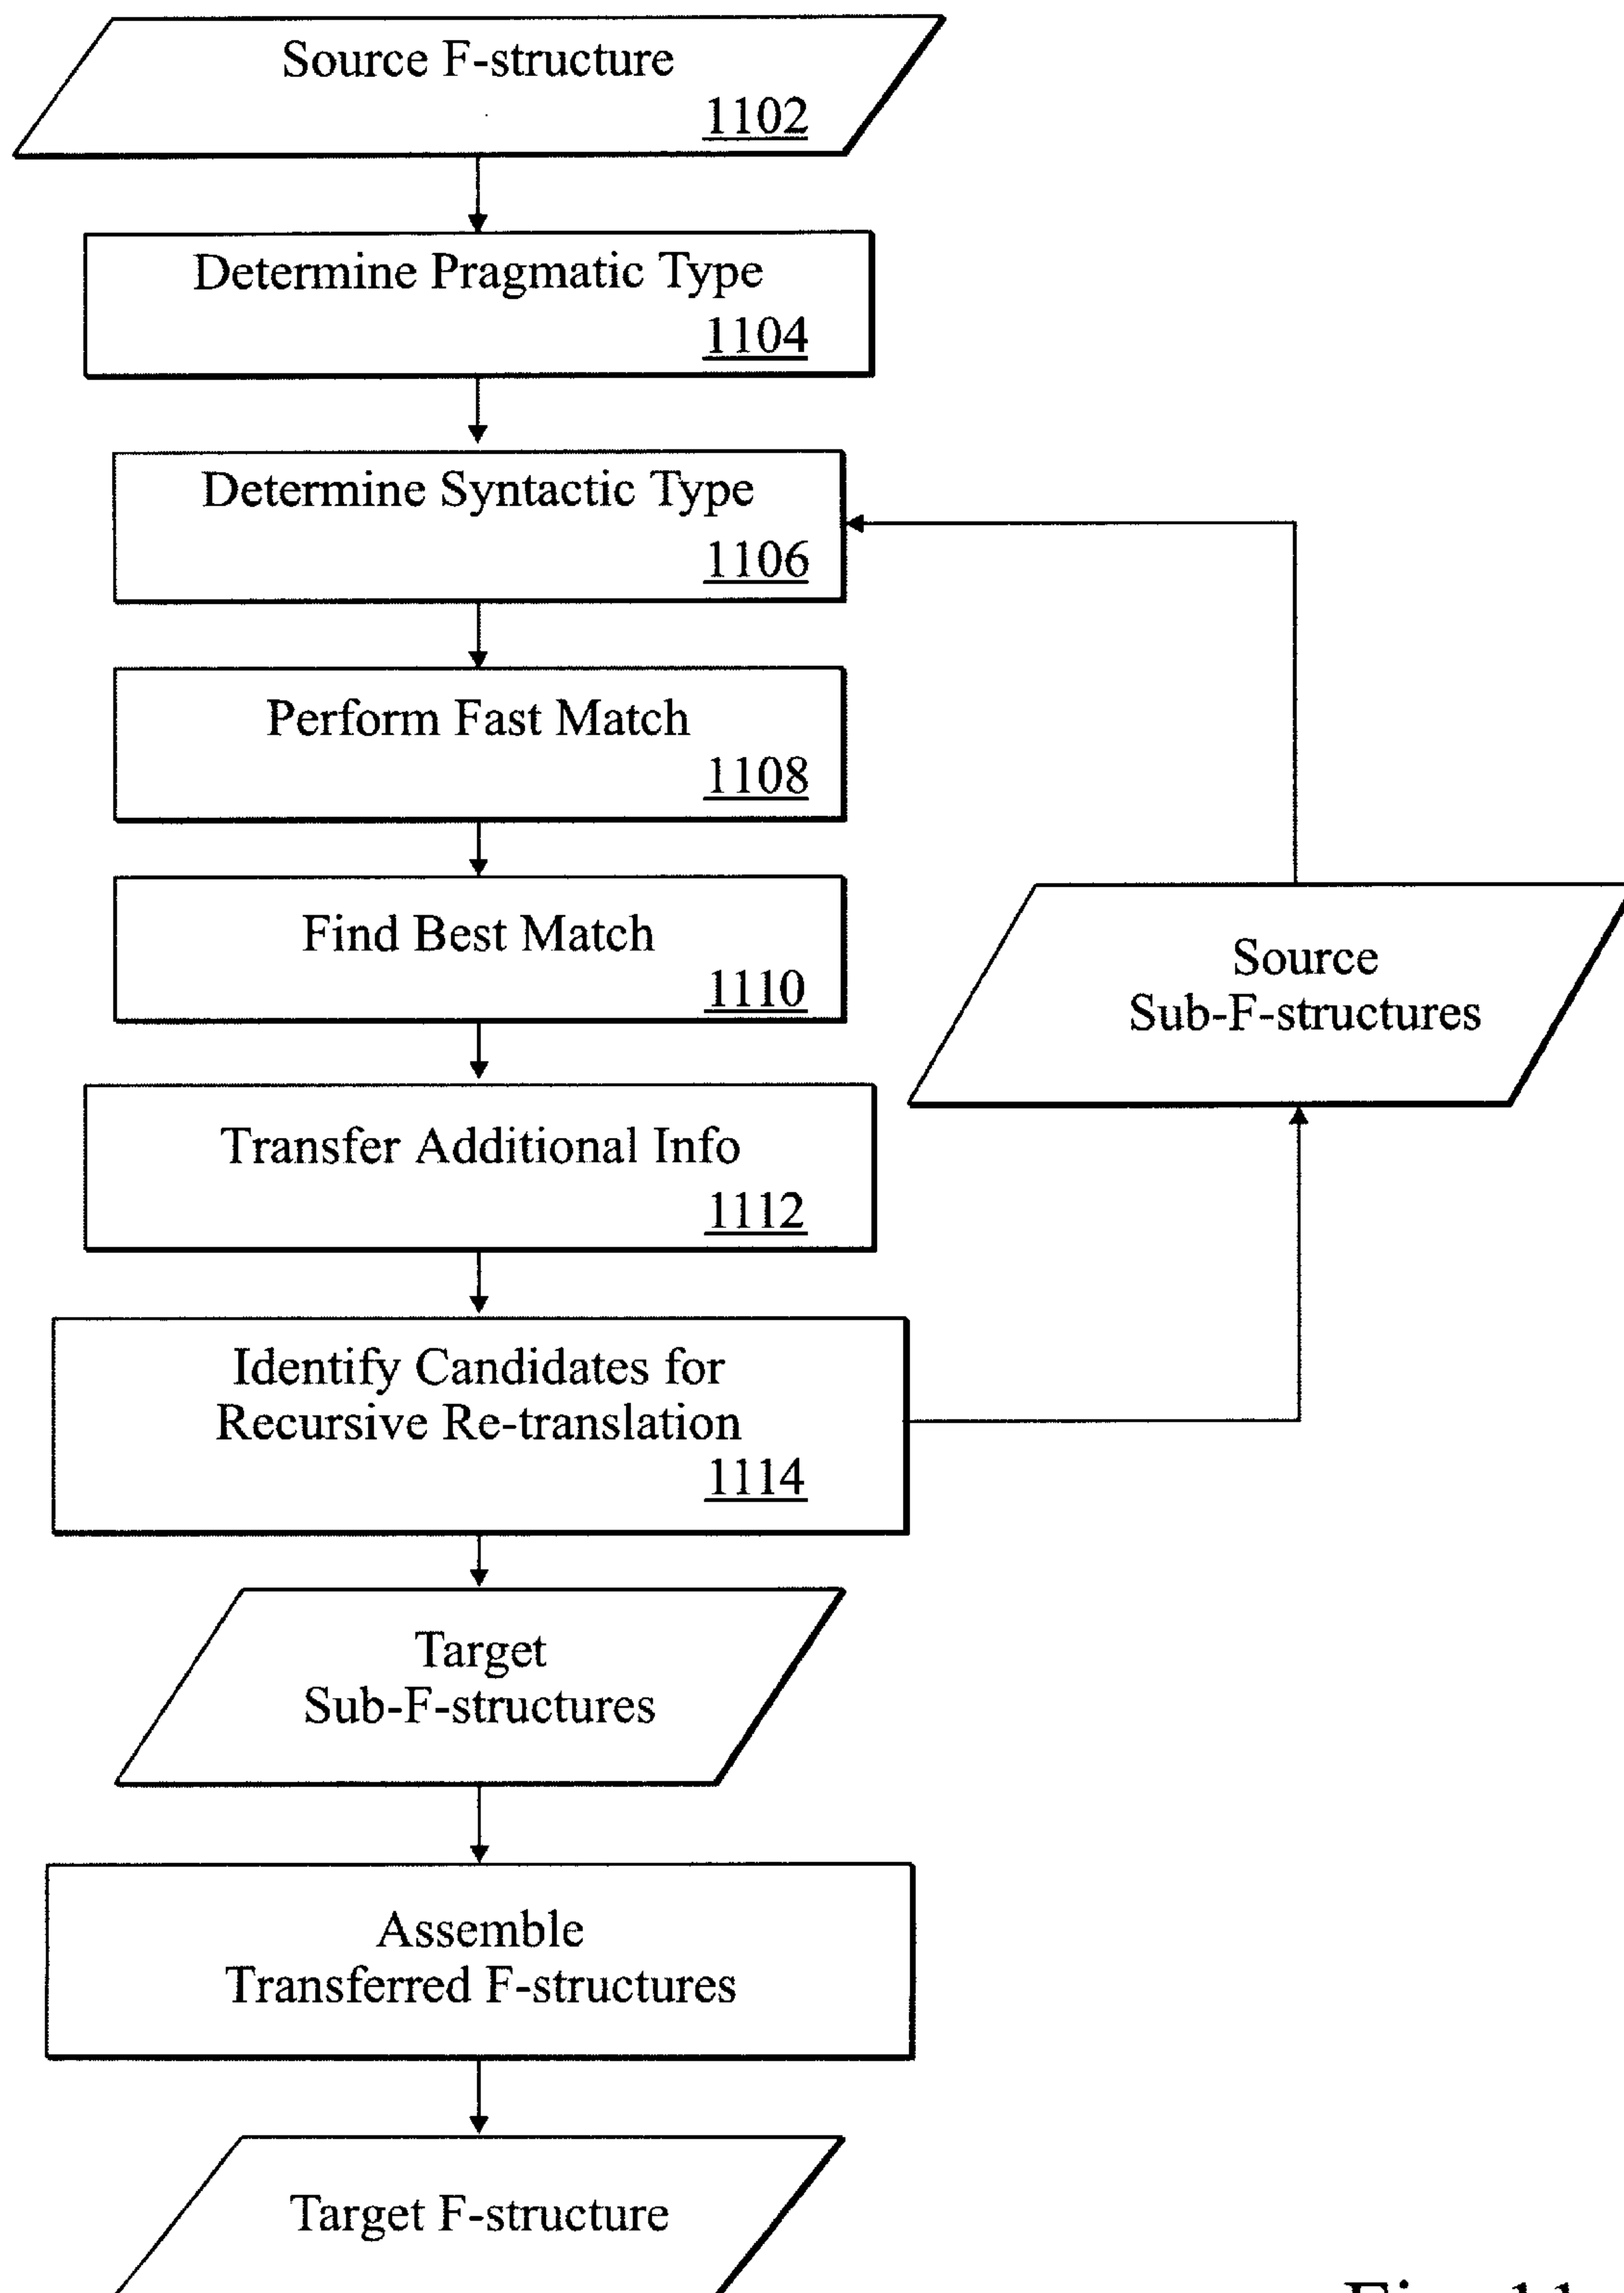 Source F-structure
1102
Determine Pragmatic Type
1104
Determine Syntactic Type
1106
Perform Fast Match
1108
Find Best Match
1110
Source
Sub-F-structures
Transfer Additional Info
1112
Identify Candidates for
Recursive Re-translation
1114
Target
Sub-F-structures
Assemble
Transferred F-structures
Target F-structure